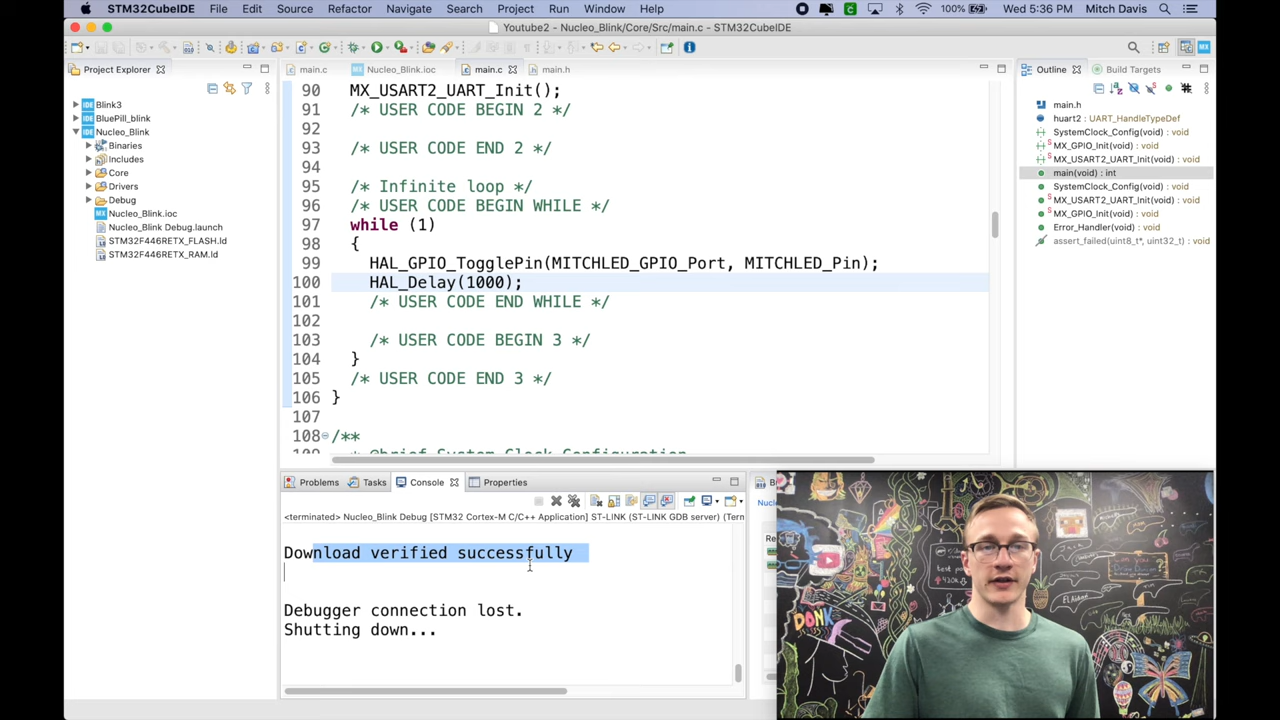 STM32CubeIDE File Edit Source Refactor Navigate Search Project Run Window Help 100% Wed 5:36 PM Mitch Davis
Youtube2 - Nucleo_Blink/Core/Src/main.c - STM32CubeIDE
Project Explorer
main.c Nucleo_Blink.ioc main.c main.h
Outline Build Targets
Blink3
BluePill_blink
Nucleo_Blink
Binaries
Includes
Core
Drivers
Debug
Nucleo_Blink.ioc
Nucleo_Blink Debug.launch
STM32F446RETX_FLASH.ld
STM32F446RETX_RAM.ld
90 MX_USART2_UART_Init();
91 /* USER CODE BEGIN 2 */
92
93 /* USER CODE END 2 */
94
95 /* Infinite loop */
96 /* USER CODE BEGIN WHILE */
97 while (1)
98 {
99 HAL_GPIO_TogglePin(MITCHLED_GPIO_Port, MITCHLED_Pin);
100 HAL_Delay(1000);
101 /* USER CODE END WHILE */
102
103 /* USER CODE BEGIN 3 */
104 }
105 /* USER CODE END 3 */
106 }
107
108 /**
109 * @brief System Clock Configuration
main.h
huart2 : UART_HandleTypeDef
SystemClock_Config(void) : void
MX_GPIO_Init(void) : void
MX_USART2_UART_Init(void) : void
main(void) : int
SystemClock_Config(void) : void
MX_USART2_UART_Init(void) : void
MX_GPIO_Init(void) : void
Error_Handler(void) : void
assert_failed(uint8_t*, uint32_t) : void
Problems Tasks Console Properties
<terminated> Nucleo_Blink Debug [STM32 Cortex-M C/C++ Application] ST-LINK (ST-LINK GDB server) (Term
Download verified successfully
Debugger connection lost.
Shutting down...
DONK